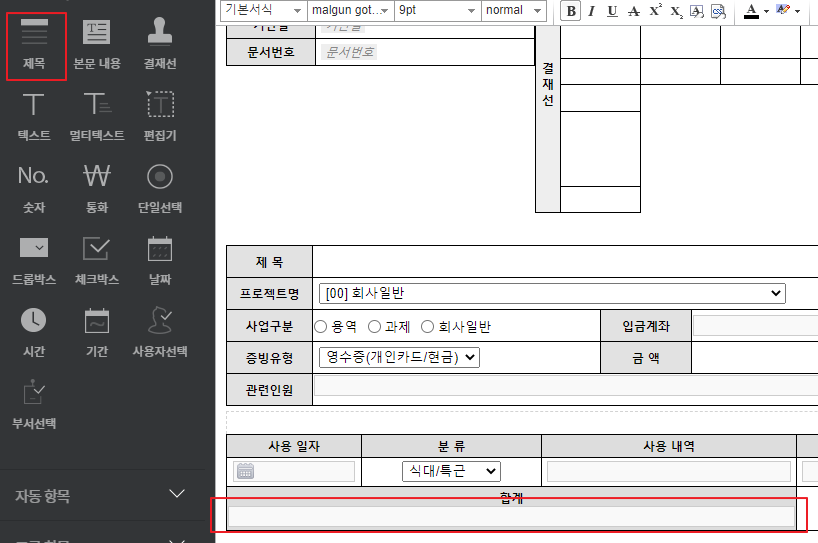 기본서식 malgun got... 9pt normal B I U A X² X₂
제목 본문 내용 결재선
텍스트 멀티텍스트 편집기
No.
숫자 통화 단일선택
드롭박스 체크박스 날짜
시간 기간 사용자선택
부서선택
자동 항목
문서번호 문서번호
결재선
제 목
프로젝트명 [00] 회사일반
사업구분 용역 과제 회사일반 입금계좌
증빙유형 영수증(개인카드/현금) 금 액
관련인원
사용 일자 분 류 사용 내역
식대/특근
합계